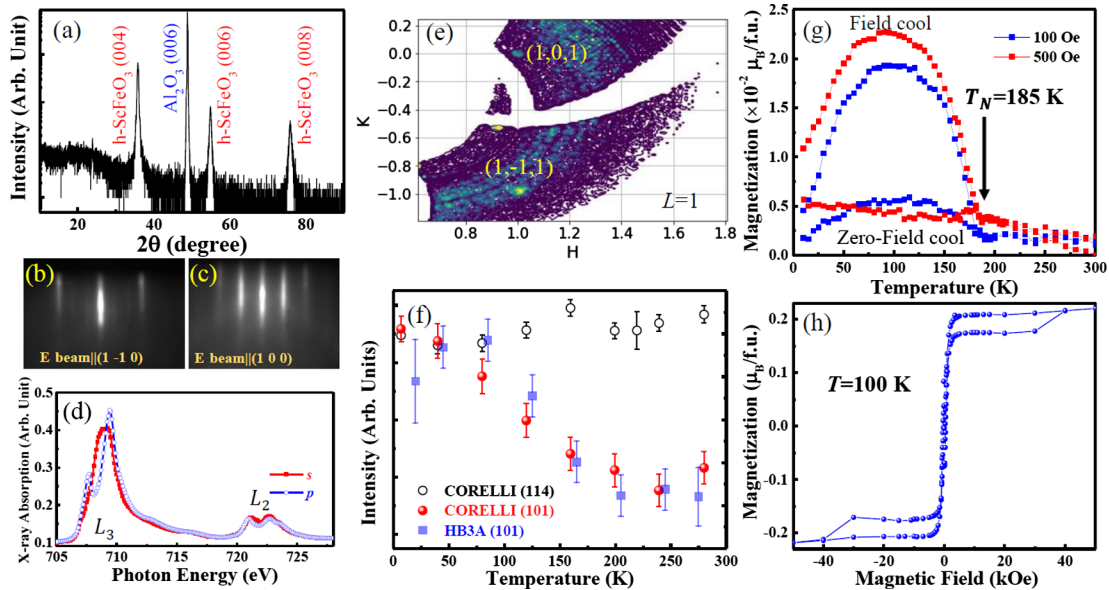 (a)
Intensity (Arb. Unit)
h-ScFeO₃ (004)
Al₂O₃ (006)
h-ScFeO₃ (006)
h-ScFeO₃ (008)
20 40 60 80
2θ (degree)
(b)
E beam||(1 -1 0)
(c)
E beam||(1 0 0)
(d)
X-ray Absorption (Arb. Unit)
0.5
0.4
0.3
0.2
0.1
L₃
L₂
s
p
705 710 715 720 725
Photon Energy (eV)
(e)
K
0.2
0.0
−0.2
−0.4
−0.6
−0.8
−1.0
(1,0,1)
(1,-1,1)
L=1
0.8 1.0 1.2 1.4 1.6 1.8
H
(f)
Intensity (Arb. Units)
CORELLI (114)
CORELLI (101)
HB3A (101)
0 50 100 150 200 250 300
Temperature (K)
(g)
Magnetization (×10⁻² μB/f.u.)
2.5
2.0
1.5
1.0
0.5
0.0
Field cool
100 Oe
500 Oe
TN=185 K
Zero-Field cool
0 50 100 150 200 250 300
Temperature (K)
(h)
Magnetization (μB/f.u.)
0.2
0.1
0.0
-0.1
-0.2
T=100 K
-40 -20 0 20 40
Magnetic Field (kOe)